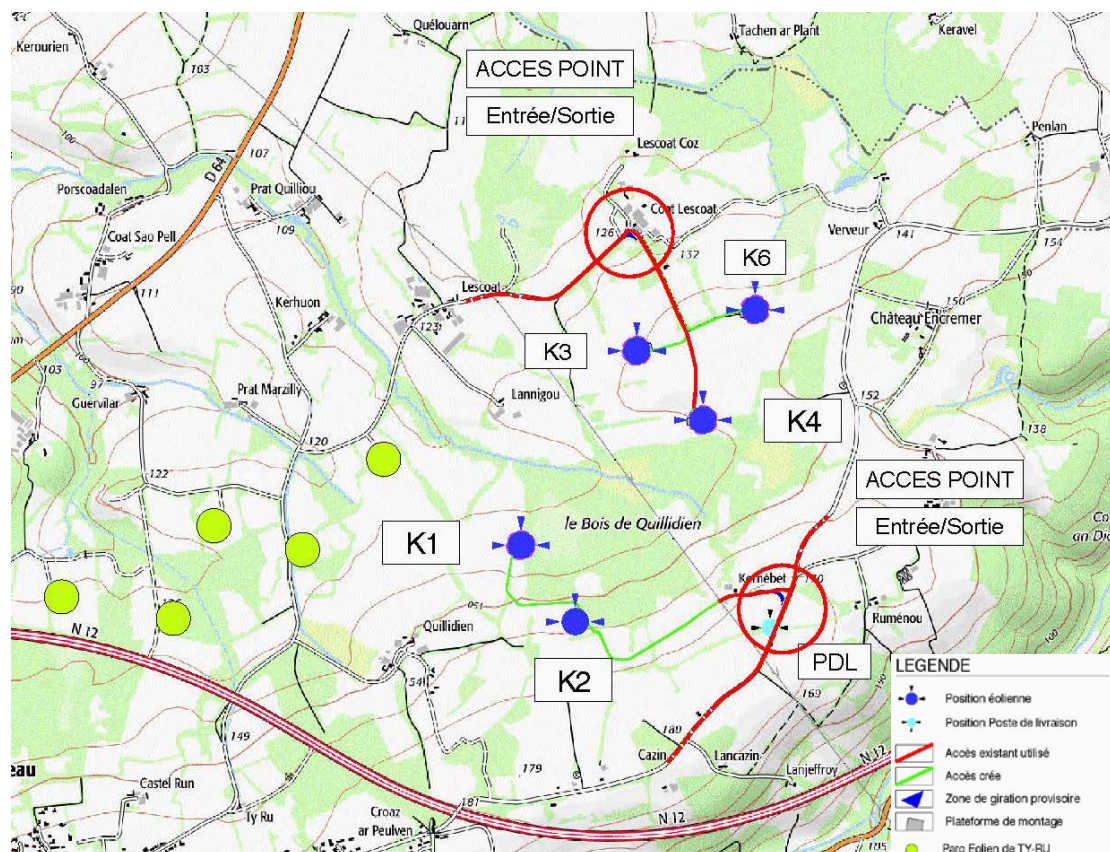 Kerourien
Quélouarn
Tachen ar Plant
Keravel
103
ACCES POINT
Entrée/Sortie
Penlan
107
D 64
Lescoat Coz
Porscoadalen
Prat Quilliou
109
Coat Sao Pell
126
Verveur
141
154
132
K6
111
Lescoat
Kerhuon
123
150
Château Encremer
K3
103
97
Guervilar
Prat Marzilly
Lannigou
K4
152
138
120
122
ACCES POINT
Entrée/Sortie
K1
le Bois de Quillidien
Kernébet
N 12
Quillidien
Ruménou
K2
PDL
154
169
LEGENDE
Position éolienne
Position Poste de livraison
Accès existant utilisé
Accès crée
Zone de giration provisoire
Plateforme de montage
Parc Eolien de TY-RU
149
180
Cazin
Lancazin
Lanjeffroy
N 12
179
eau
Castel Run
Ty Ru
181
Croaz
ar Peulven
N 12